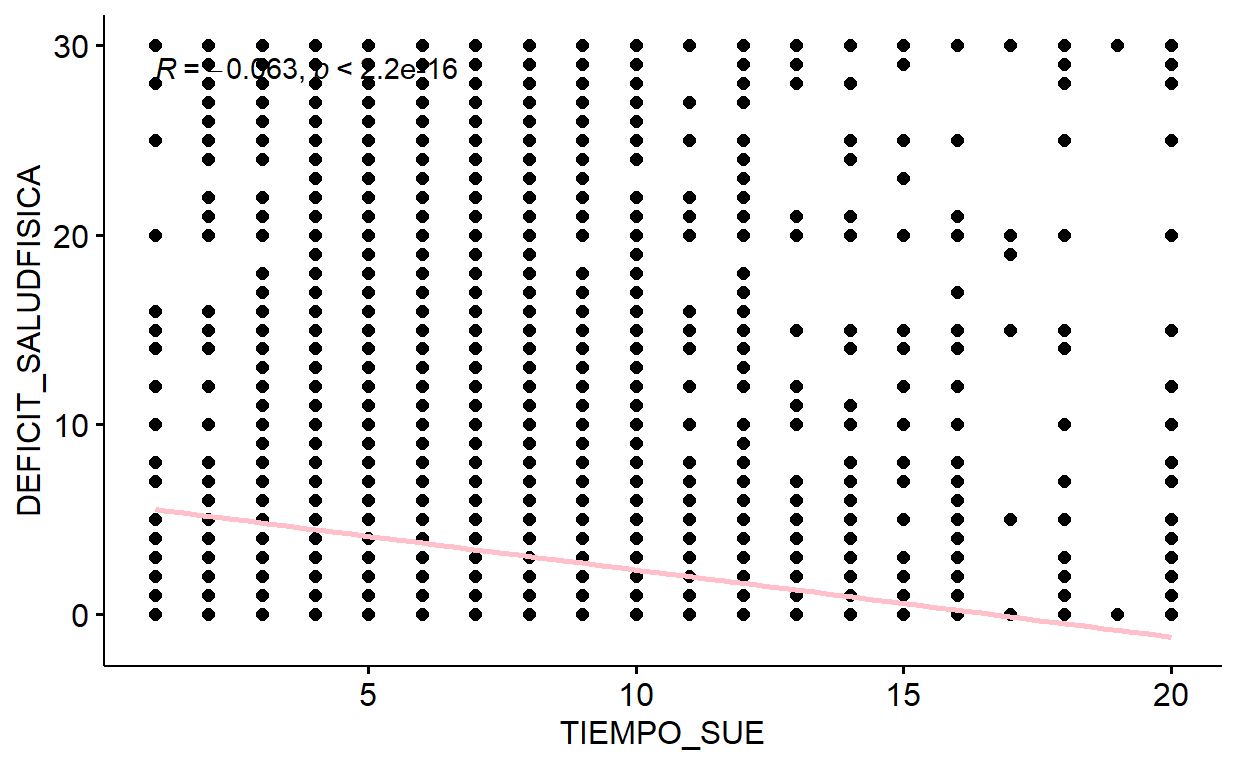 30
R = −0.063, p < 2.2e-16
20
10
0
DEFICIT_SALUDFISICA
5 10 15 20
TIEMPO_SUE